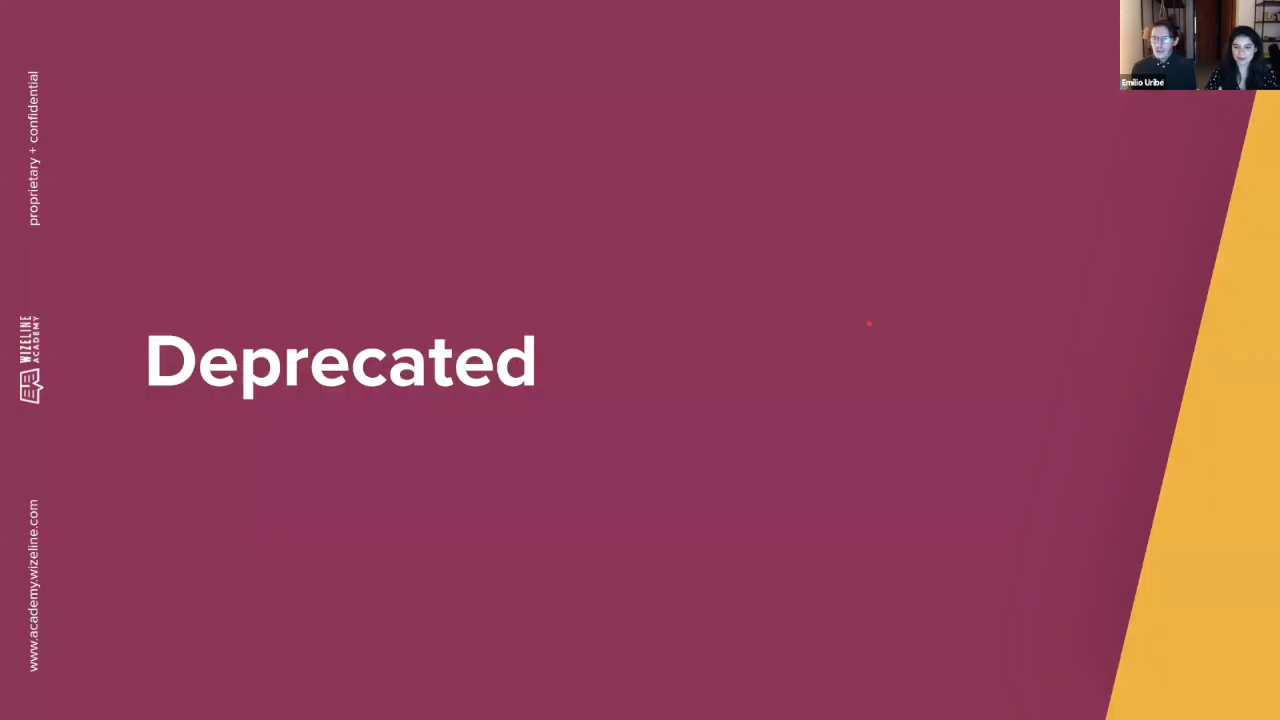 proprietary + confidential
WIZELINE
ACADEMY
www.academy.wizeline.com
Deprecated
Emilio Uribe